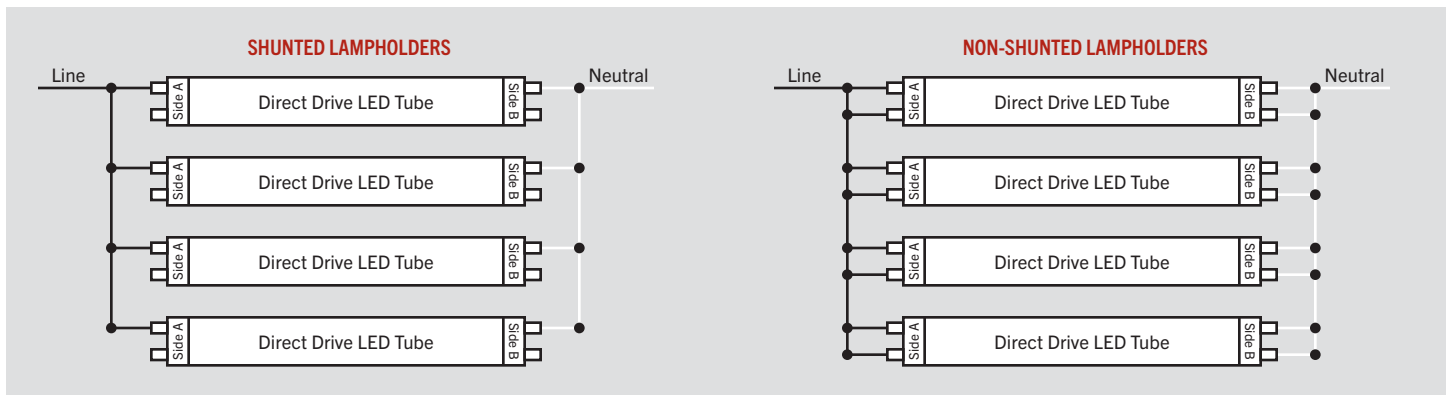 SHUNTED LAMPHOLDERS
Line
Neutral
Side A
Direct Drive LED Tube
Side B
Side A
Direct Drive LED Tube
Side B
Side A
Direct Drive LED Tube
Side B
Side A
Direct Drive LED Tube
Side B
NON-SHUNTED LAMPHOLDERS
Line
Neutral
Side A
Direct Drive LED Tube
Side B
Side A
Direct Drive LED Tube
Side B
Side A
Direct Drive LED Tube
Side B
Side A
Direct Drive LED Tube
Side B